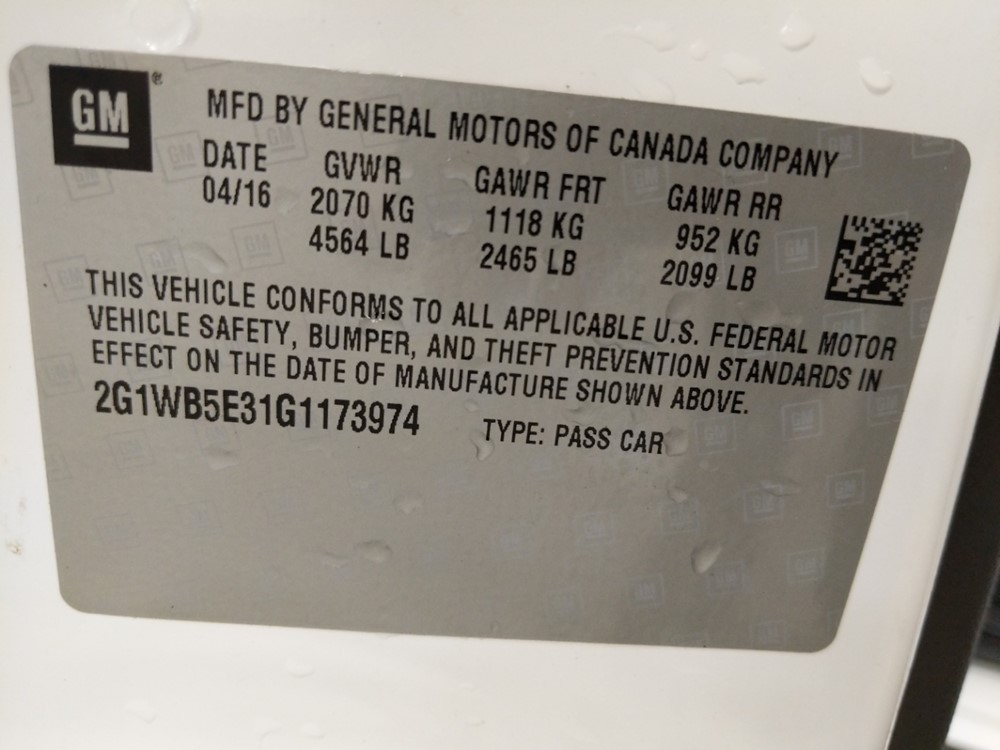 GM ®
MFD BY GENERAL MOTORS OF CANADA COMPANY
DATE GVWR GAWR FRT GAWR RR
04/16 2070 KG 1118 KG 952 KG
4564 LB 2465 LB 2099 LB
THIS VEHICLE CONFORMS TO ALL APPLICABLE U.S. FEDERAL MOTOR
VEHICLE SAFETY, BUMPER, AND THEFT PREVENTION STANDARDS IN
EFFECT ON THE DATE OF MANUFACTURE SHOWN ABOVE.
2G1WB5E31G1173974 TYPE: PASS CAR